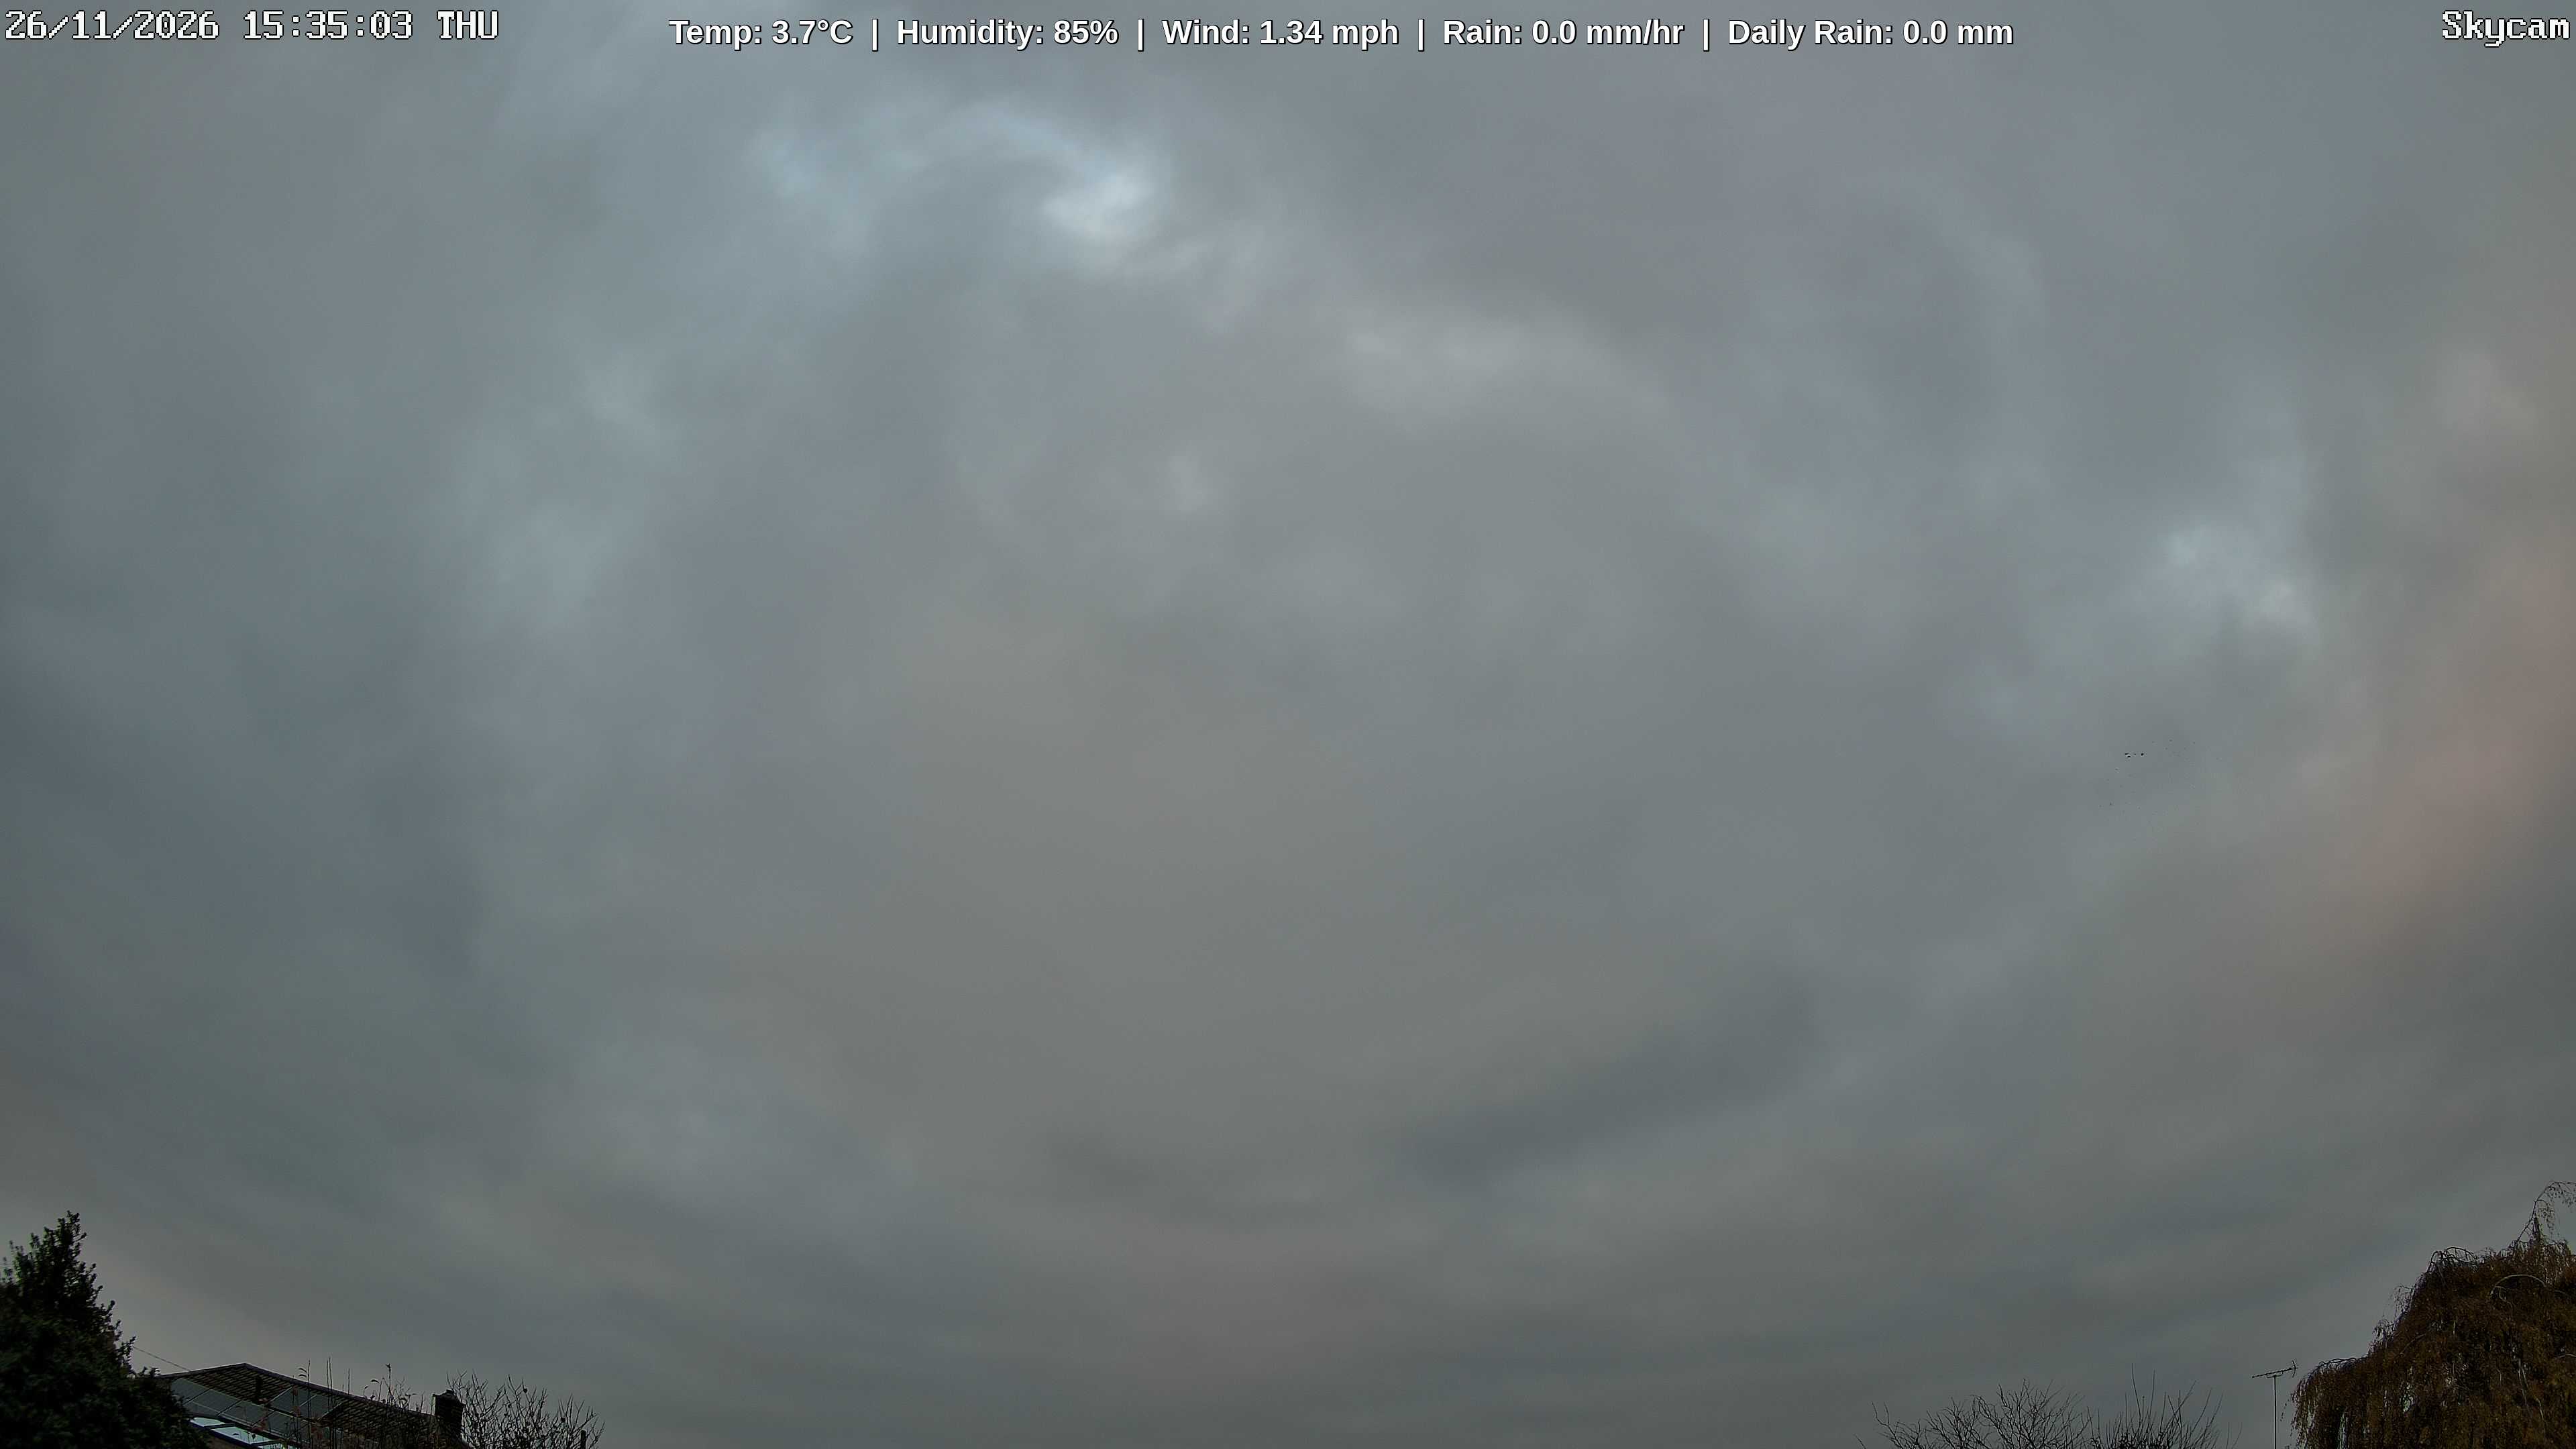 26/11/2026 15:35:03 THU
Temp: 3.7°C | Humidity: 85% | Wind: 1.34 mph | Rain: 0.0 mm/hr | Daily Rain: 0.0 mm
Skycam